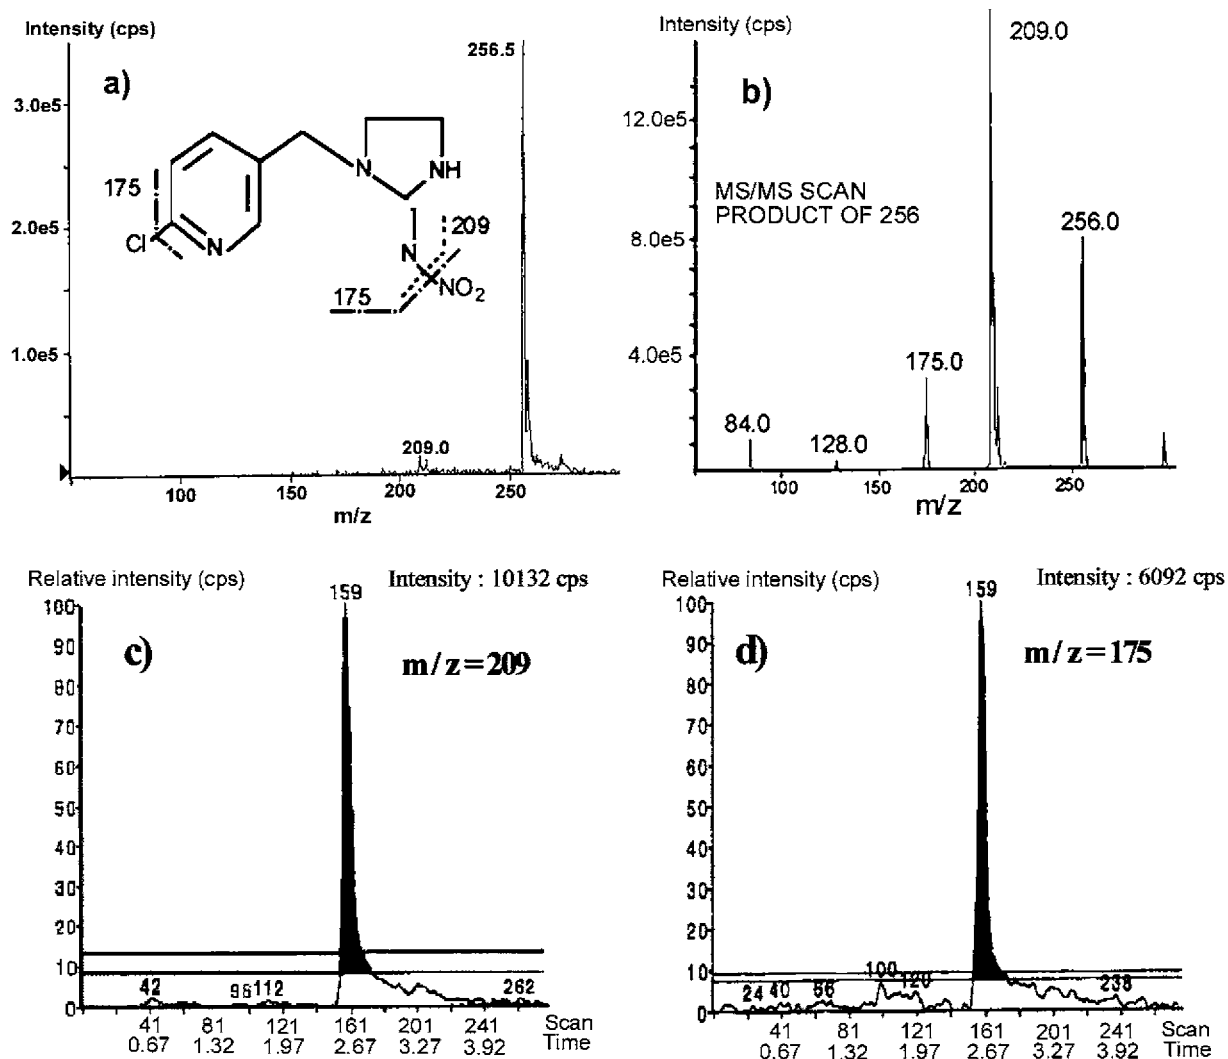 Intensity (cps)
256.5
a)
3.0e5
N
NH
175
2.0e5
Cl
N
209
N
NO2
175
1.0e5
209.0
100
150
200
250
m/z
Intensity (cps)
209.0
b)
12.0e5
MS/MS SCAN
PRODUCT OF 256
8.0e5
256.0
4.0e5
175.0
84.0
128.0
100
150
200
250
m/z
Relative intensity (cps)
Intensity : 10132 cps
159
100
c)
m/z=209
90
80
70
60
50
40
30
20
10
0
42
112
262
41 81 121 161 201 241 Scan
0.67 1.32 1.97 2.67 3.27 3.92 Time
Relative intensity (cps)
Intensity : 6092 cps
159
100
d)
m/z=175
90
80
70
60
50
40
30
20
10
0
24 40 66 100 120 238
41 81 121 161 201 241 Scan
0.67 1.32 1.97 2.67 3.27 3.92 Time